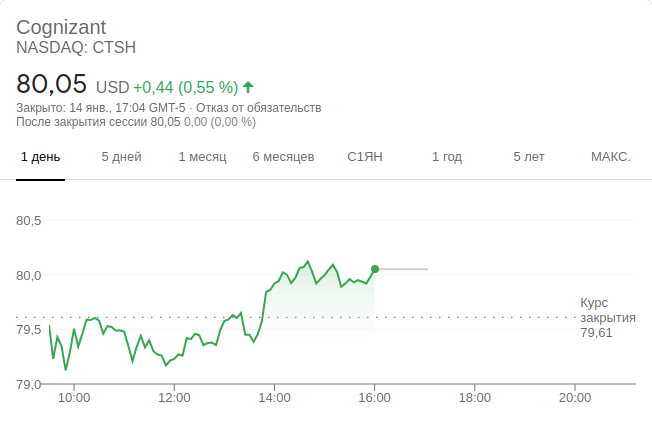 Cognizant
NASDAQ: CTSH
80,05 USD +0,44 (0,55 %)
Закрыто: 14 янв., 17:04 GMT-5 · Отказ от обязательств
После закрытия сессии 80,05 0,00 (0,00 %)
1 день 5 дней 1 месяц 6 месяцев С1ЯН 1 год 5 лет МАКС.
80,5
80,0
Курс
закрытия
79,61
79,5
79,0
10:00 12:00 14:00 16:00 18:00 20:00